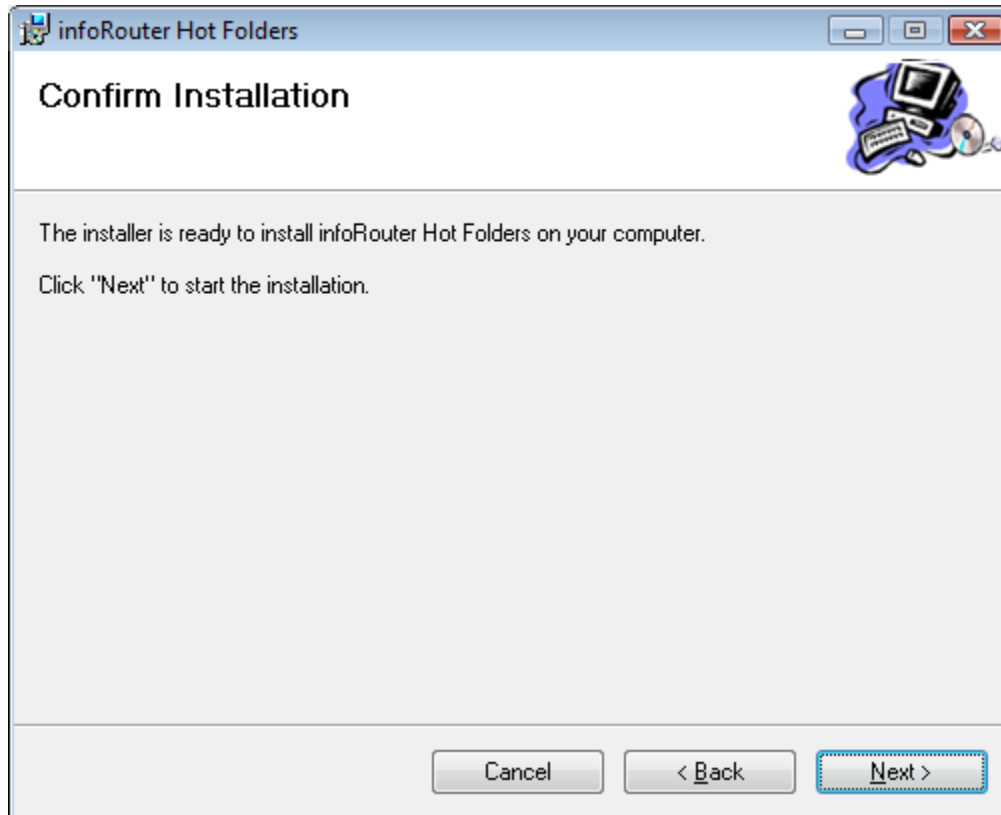 infoRouter Hot Folders
Confirm Installation
The installer is ready to install infoRouter Hot Folders on your computer.
Click "Next" to start the installation.
Cancel
< Back
Next >